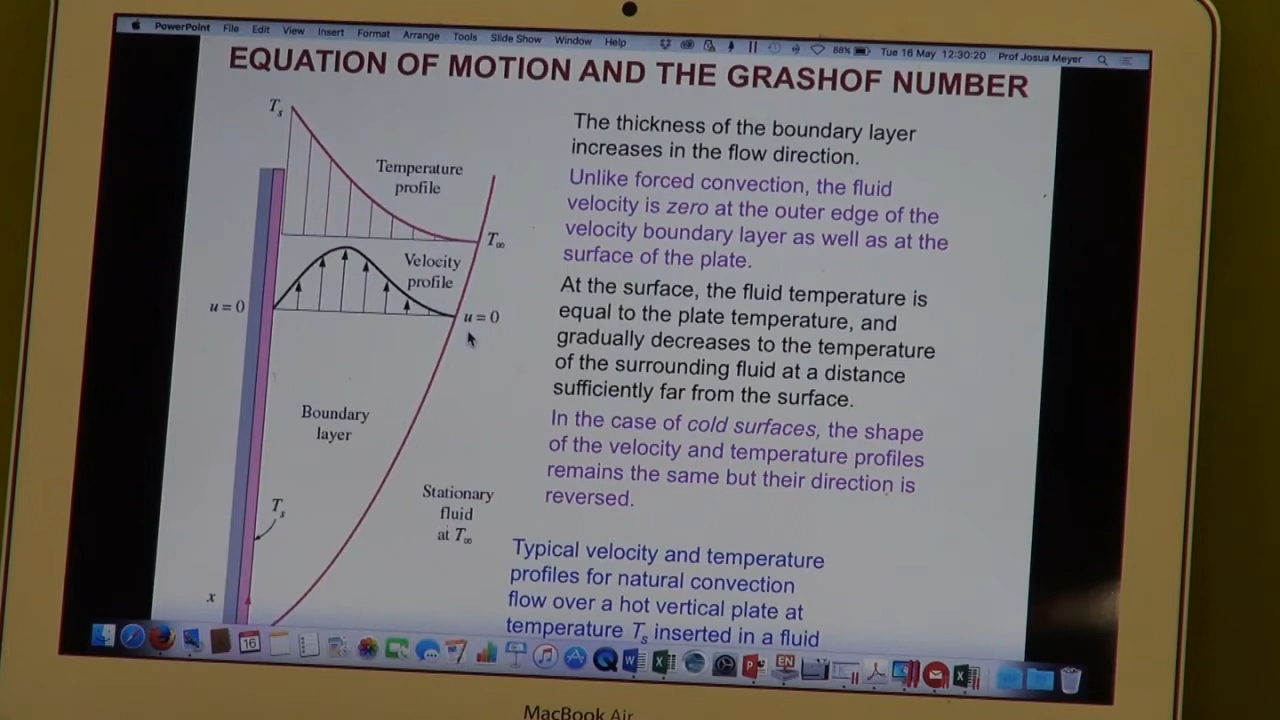 PowerPoint File Edit View Insert Format Arrange Tools Slide Show Window Help 88% Tue 16 May 12:30:20 Prof Josua Meyer
EQUATION OF MOTION AND THE GRASHOF NUMBER
Ts
Temperature
profile
T∞
Velocity
profile
u = 0
u = 0
Boundary
layer
Ts
Stationary
fluid
at T∞
x
The thickness of the boundary layer
increases in the flow direction.
Unlike forced convection, the fluid
velocity is zero at the outer edge of the
velocity boundary layer as well as at the
surface of the plate.
At the surface, the fluid temperature is
equal to the plate temperature, and
gradually decreases to the temperature
of the surrounding fluid at a distance
sufficiently far from the surface.
In the case of cold surfaces, the shape
of the velocity and temperature profiles
remains the same but their direction is
reversed.
Typical velocity and temperature
profiles for natural convection
flow over a hot vertical plate at
temperature Ts inserted in a fluid
16
EN
MacBook Air